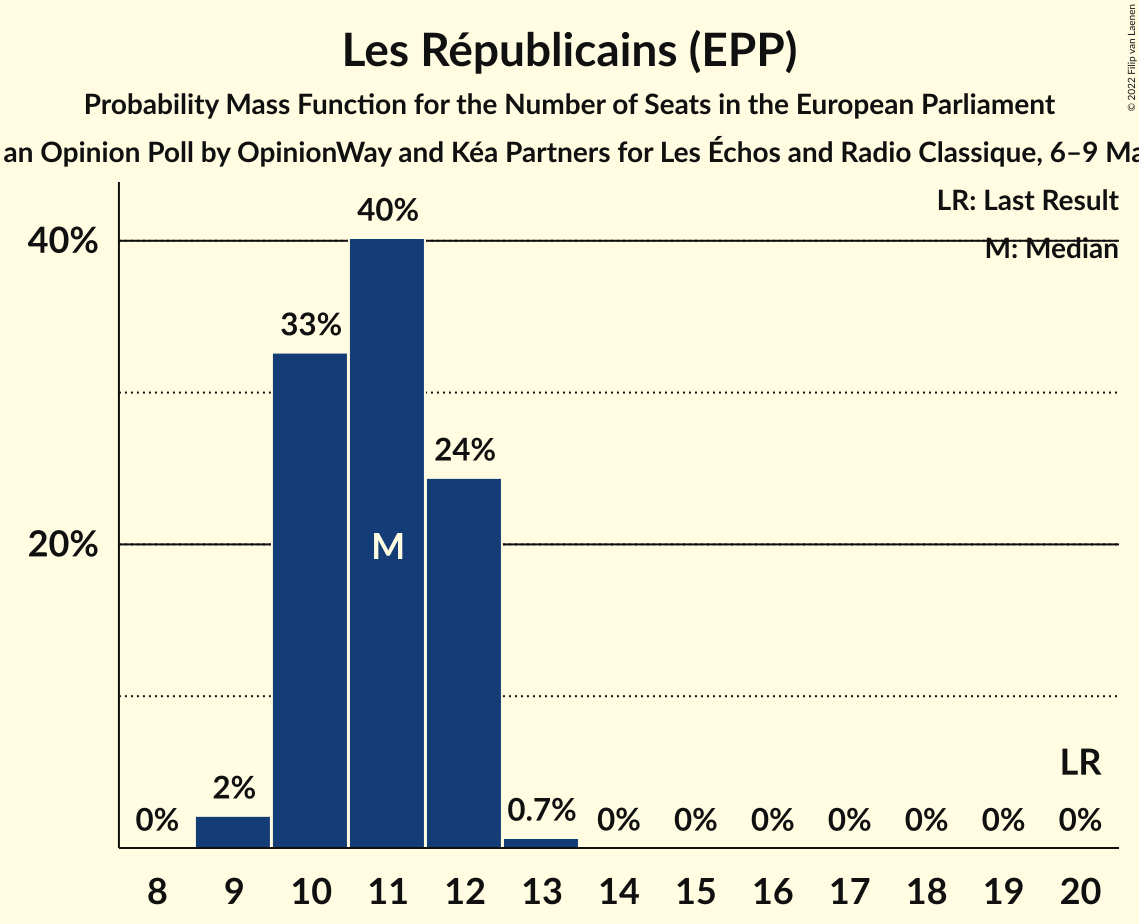 Les Républicains (EPP)
Probability Mass Function for the Number of Seats in the European Parliament
an Opinion Poll by OpinionWay and Kéa Partners for Les Échos and Radio Classique, 6–9 Ma
© 2022 Filip van Laenen
LR: Last Result
M: Median
40%
20%
0%
2%
33%
40%
24%
0.7%
0%
0%
0%
0%
0%
0%
0%
M
LR
8 9 10 11 12 13 14 15 16 17 18 19 20